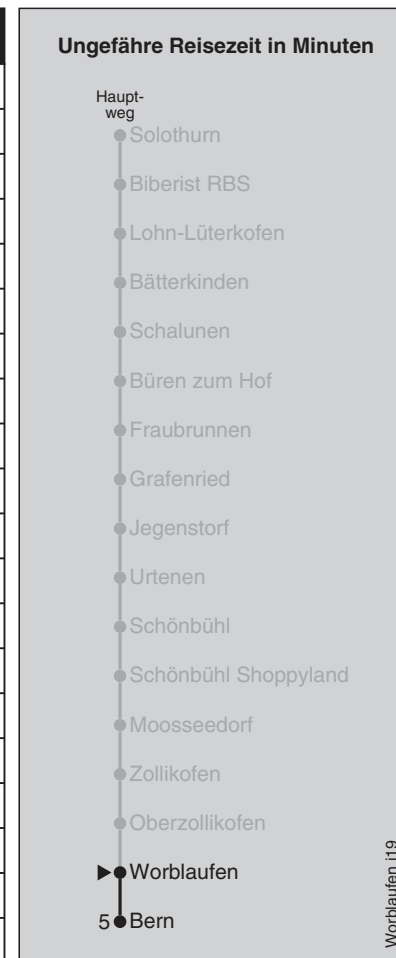 Ungefähre Reisezeit in Minuten
Haupt-
weg
Solothurn
Biberist RBS
Lohn-Lüterkofen
Bätterkinden
Schalunen
Büren zum Hof
Fraubrunnen
Grafenried
Jegenstorf
Urtenen
Schönbühl
Schönbühl Shoppyland
Moosseedorf
Zollikofen
Oberzollikofen
Worblaufen
5 Bern
Worblaufen i19